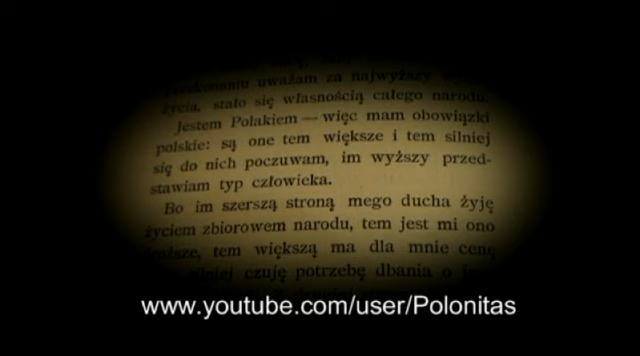 uważam za najwyższy
życia, stało się własnością całego narodu.
Jestem Polakiem — więc mam obowiązki
polskie: są one tem większe i tem silniej
się do nich poczuwam, im wyższy przed-
stawiam typ człowieka.
Bo im szerszą stroną mego ducha żyję
życiem zbiorowem narodu, tem jest mi ono
tem większą ma dla mnie cenę
silniej czuję potrzebę dbania o
www.youtube.com/user/Polonitas